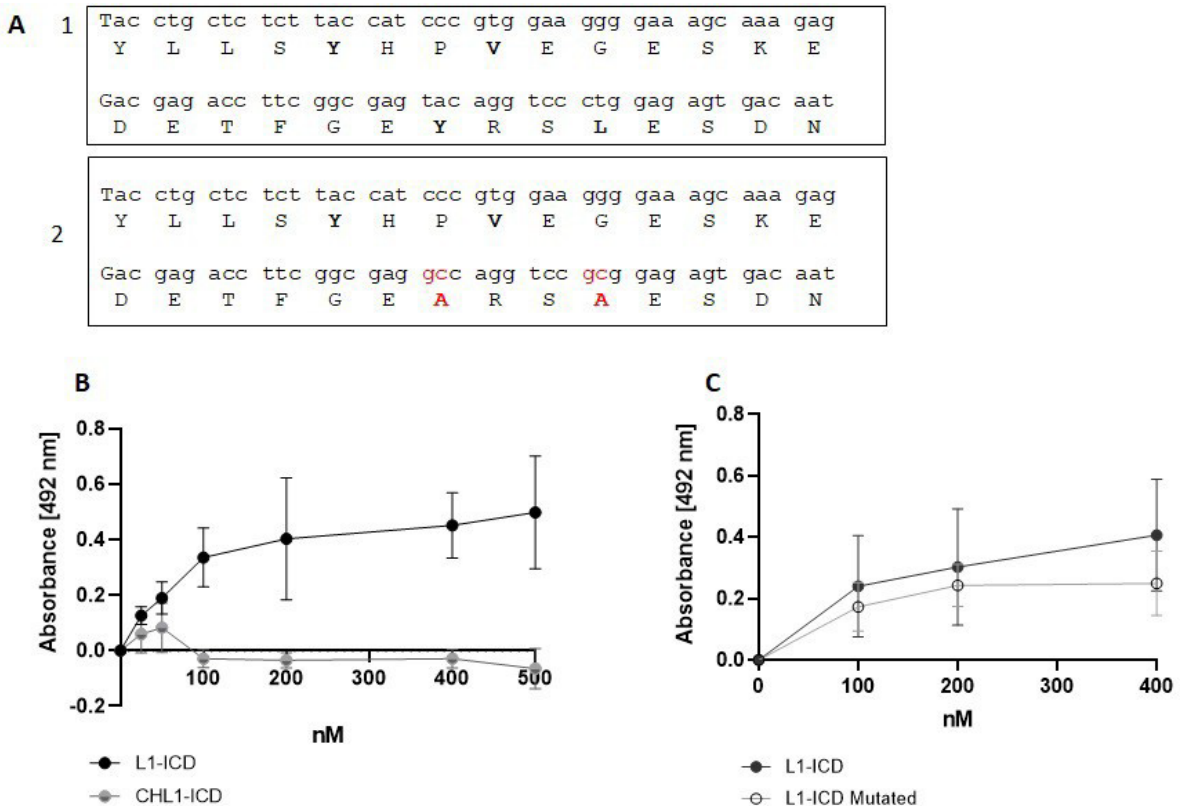 A
1
Tac ctg ctc tct tac cat ccc gtg gaa ggg gaa agc aaa gag
Y L L S Y H P V E G E S K E
Gac gag acc ttc ggc gag tac agg tcc ctg gag agt gac aat
D E T F G E Y R S L E S D N
2
Tac ctg ctc tct tac cat ccc gtg gaa ggg gaa agc aaa gag
Y L L S Y H P V E G E S K E
Gac gag acc ttc ggc gag gcc agg tcc gcg gag agt gac aat
D E T F G E A R S A E S D N
B
Absorbance [492 nm]
0.8
0.6
0.4
0.2
0.0
-0.2
100 200 300 400 500
nM
L1-ICD
CHL1-ICD
C
Absorbance [492 nm]
0.8
0.6
0.4
0.2
0.0
0 100 200 300 400
nM
L1-ICD
L1-ICD Mutated